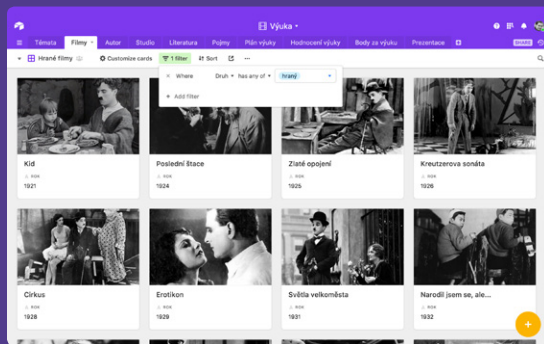 Výuka
Témata Filmy Autor Studio Literatura Pojmy Plán výuky Hodnocení výuky Body za výuku Prezentace SHARE
Hrané filmy Customize cards 1 filter Sort
Where Druh has any of hraný
+ Add filter
Kid
ROK
1921
Poslední štace
ROK
1924
Zlaté opojení
ROK
1925
Kreutzerova sonáta
ROK
1926
Cirkus
ROK
1928
Erotikon
ROK
1929
Světla velkoměsta
ROK
1931
Narodil jsem se, ale...
ROK
1932